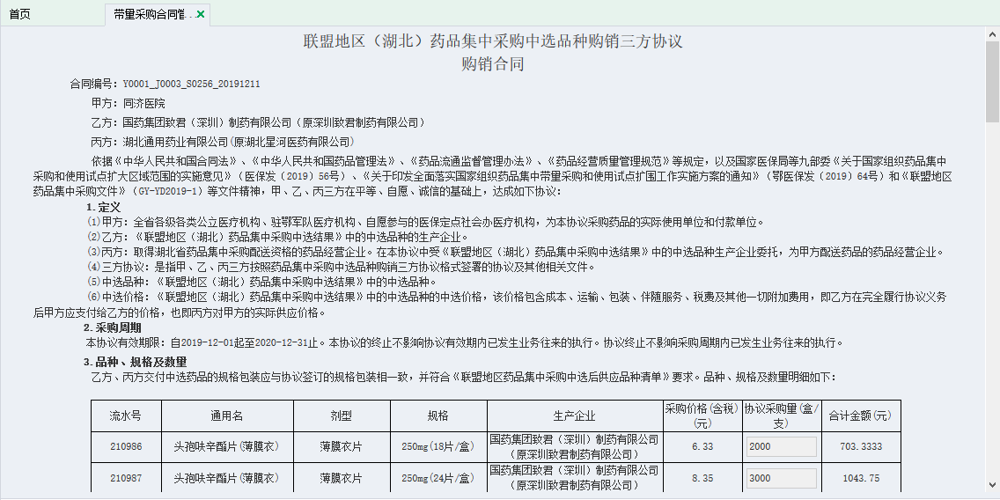 首页
带量采购合同管...
联盟地区（湖北）药品集中采购中选品种购销三方协议
购销合同
合同编号: Y0001_J0003_S0256_20191211
甲方: 同济医院
乙方: 国药集团致君（深圳）制药有限公司（原深圳致君制药有限公司）
丙方: 湖北通用药业有限公司(原湖北星河医药有限公司)
依据《中华人民共和国合同法》、《中华人民共和国药品管理法》、《药品流通监督管理办法》、《药品经营质量管理规范》等规定，以及国家医保局等九部委《关于国家组织药品集中
采购和使用试点扩大区域范围的实施意见》（医保发（2019）56号）、《关于印发全面落实国家组织药品集中带量采购和使用试点扩围工作实施方案的通知》（鄂医保发（2019）64号）和《联盟地区
药品集中采购文件》（GY-YD2019-1）等文件精神，甲、乙、丙三方在平等、自愿、诚信的基础上，达成如下协议：
1.定义
(1)甲方：全省各级各类公立医疗机构、驻鄂军队医疗机构、自愿参与的医保定点社会办医疗机构，为本协议采购药品的实际使用单位和付款单位。
(2)乙方：《联盟地区（湖北）药品集中采购中选结果》中的中选品种的生产企业。
(3)丙方：取得湖北省药品集中采购配送资格的药品经营企业。在本协议中受《联盟地区（湖北）药品集中采购中选结果》中的中选品种生产企业委托，为甲方配送药品的药品经营企业。
(4)三方协议：是指甲、乙、丙三方按照药品集中采购中选品种购销三方协议格式签署的协议及其他相关文件。
(5)中选品种：《联盟地区（湖北）药品集中采购中选结果》中的中选品种。
(6)中选价格：《联盟地区（湖北）药品集中采购中选结果》中的中选品种的中选价格，该价格包含成本、运输、包装、伴随服务、税费及其他一切附加费用，即乙方在完全履行协议义务
后甲方应支付给乙方的价格，也即丙方对甲方的实际供应价格。
2.采购周期
本协议有效期限：自2019-12-01起至2020-12-31止。本协议的终止不影响协议有效期内已发生业务往来的执行。协议终止不影响采购周期内已发生业务往来的执行。
3.品种、规格及数量
乙方、丙方交付中选药品的规格包装应与协议签订的规格包装相一致，并符合《联盟地区药品集中采购中选后供应品种清单》要求。品种、规格及数量明细如下：
流水号 通用名 剂型 规格 生产企业 采购价格(含税)(元) 协议采购量(盒/支) 合计金额(元)
210986 头孢呋辛酯片(薄膜衣) 薄膜衣片 250mg(18片/盒) 国药集团致君（深圳）制药有限公司（原深圳致君制药有限公司） 6.33 2000 703.3333
210987 头孢呋辛酯片(薄膜衣) 薄膜衣片 250mg(24片/盒) 国药集团致君（深圳）制药有限公司（原深圳致君制药有限公司） 8.35 3000 1043.75